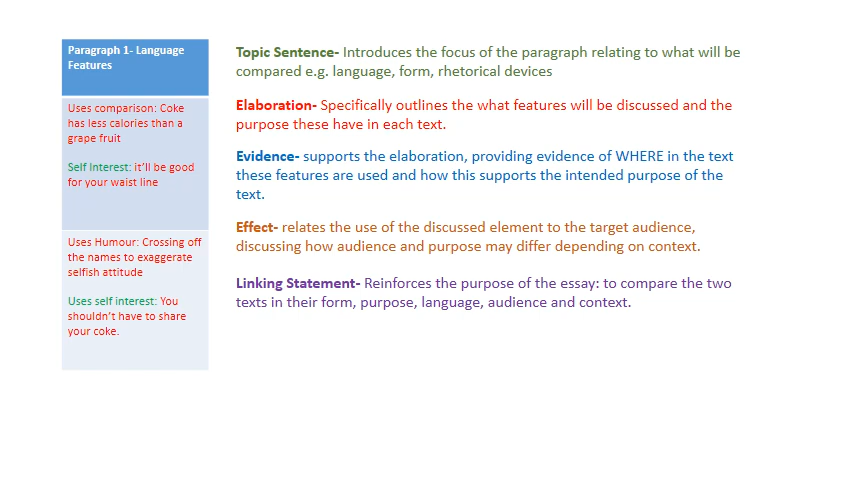 Paragraph 1- Language
Features
Uses comparison: Coke
has less calories than a
grape fruit
Self Interest: it'll be good
for your waist line
Uses Humour: Crossing off
the names to exaggerate
selfish attitude
Uses self interest: You
shouldn't have to share
your coke.
Topic Sentence- Introduces the focus of the paragraph relating to what will be
compared e.g. language, form, rhetorical devices
Elaboration- Specifically outlines the what features will be discussed and the
purpose these have in each text.
Evidence- supports the elaboration, providing evidence of WHERE in the text
these features are used and how this supports the intended purpose of the
text.
Effect- relates the use of the discussed element to the target audience,
discussing how audience and purpose may differ depending on context.
Linking Statement- Reinforces the purpose of the essay: to compare the two
texts in their form, purpose, language, audience and context.